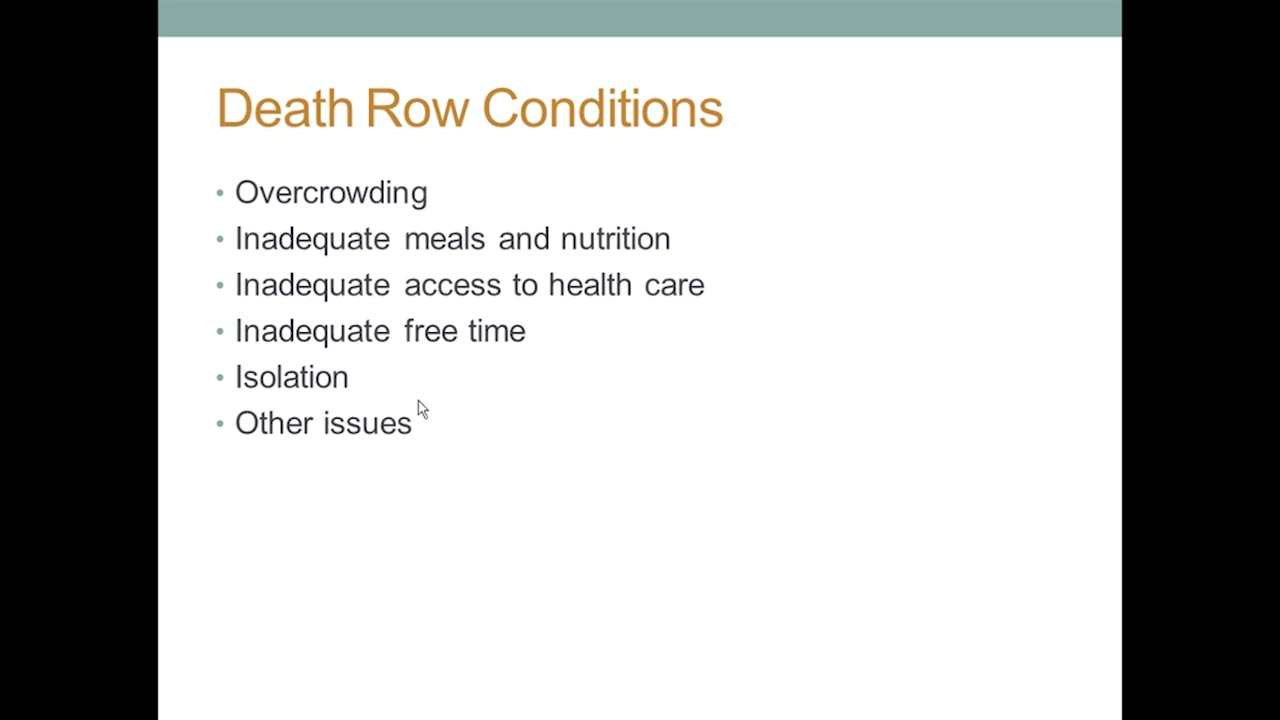 Death Row Conditions
• Overcrowding
• Inadequate meals and nutrition
• Inadequate access to health care
• Inadequate free time
• Isolation
• Other issues